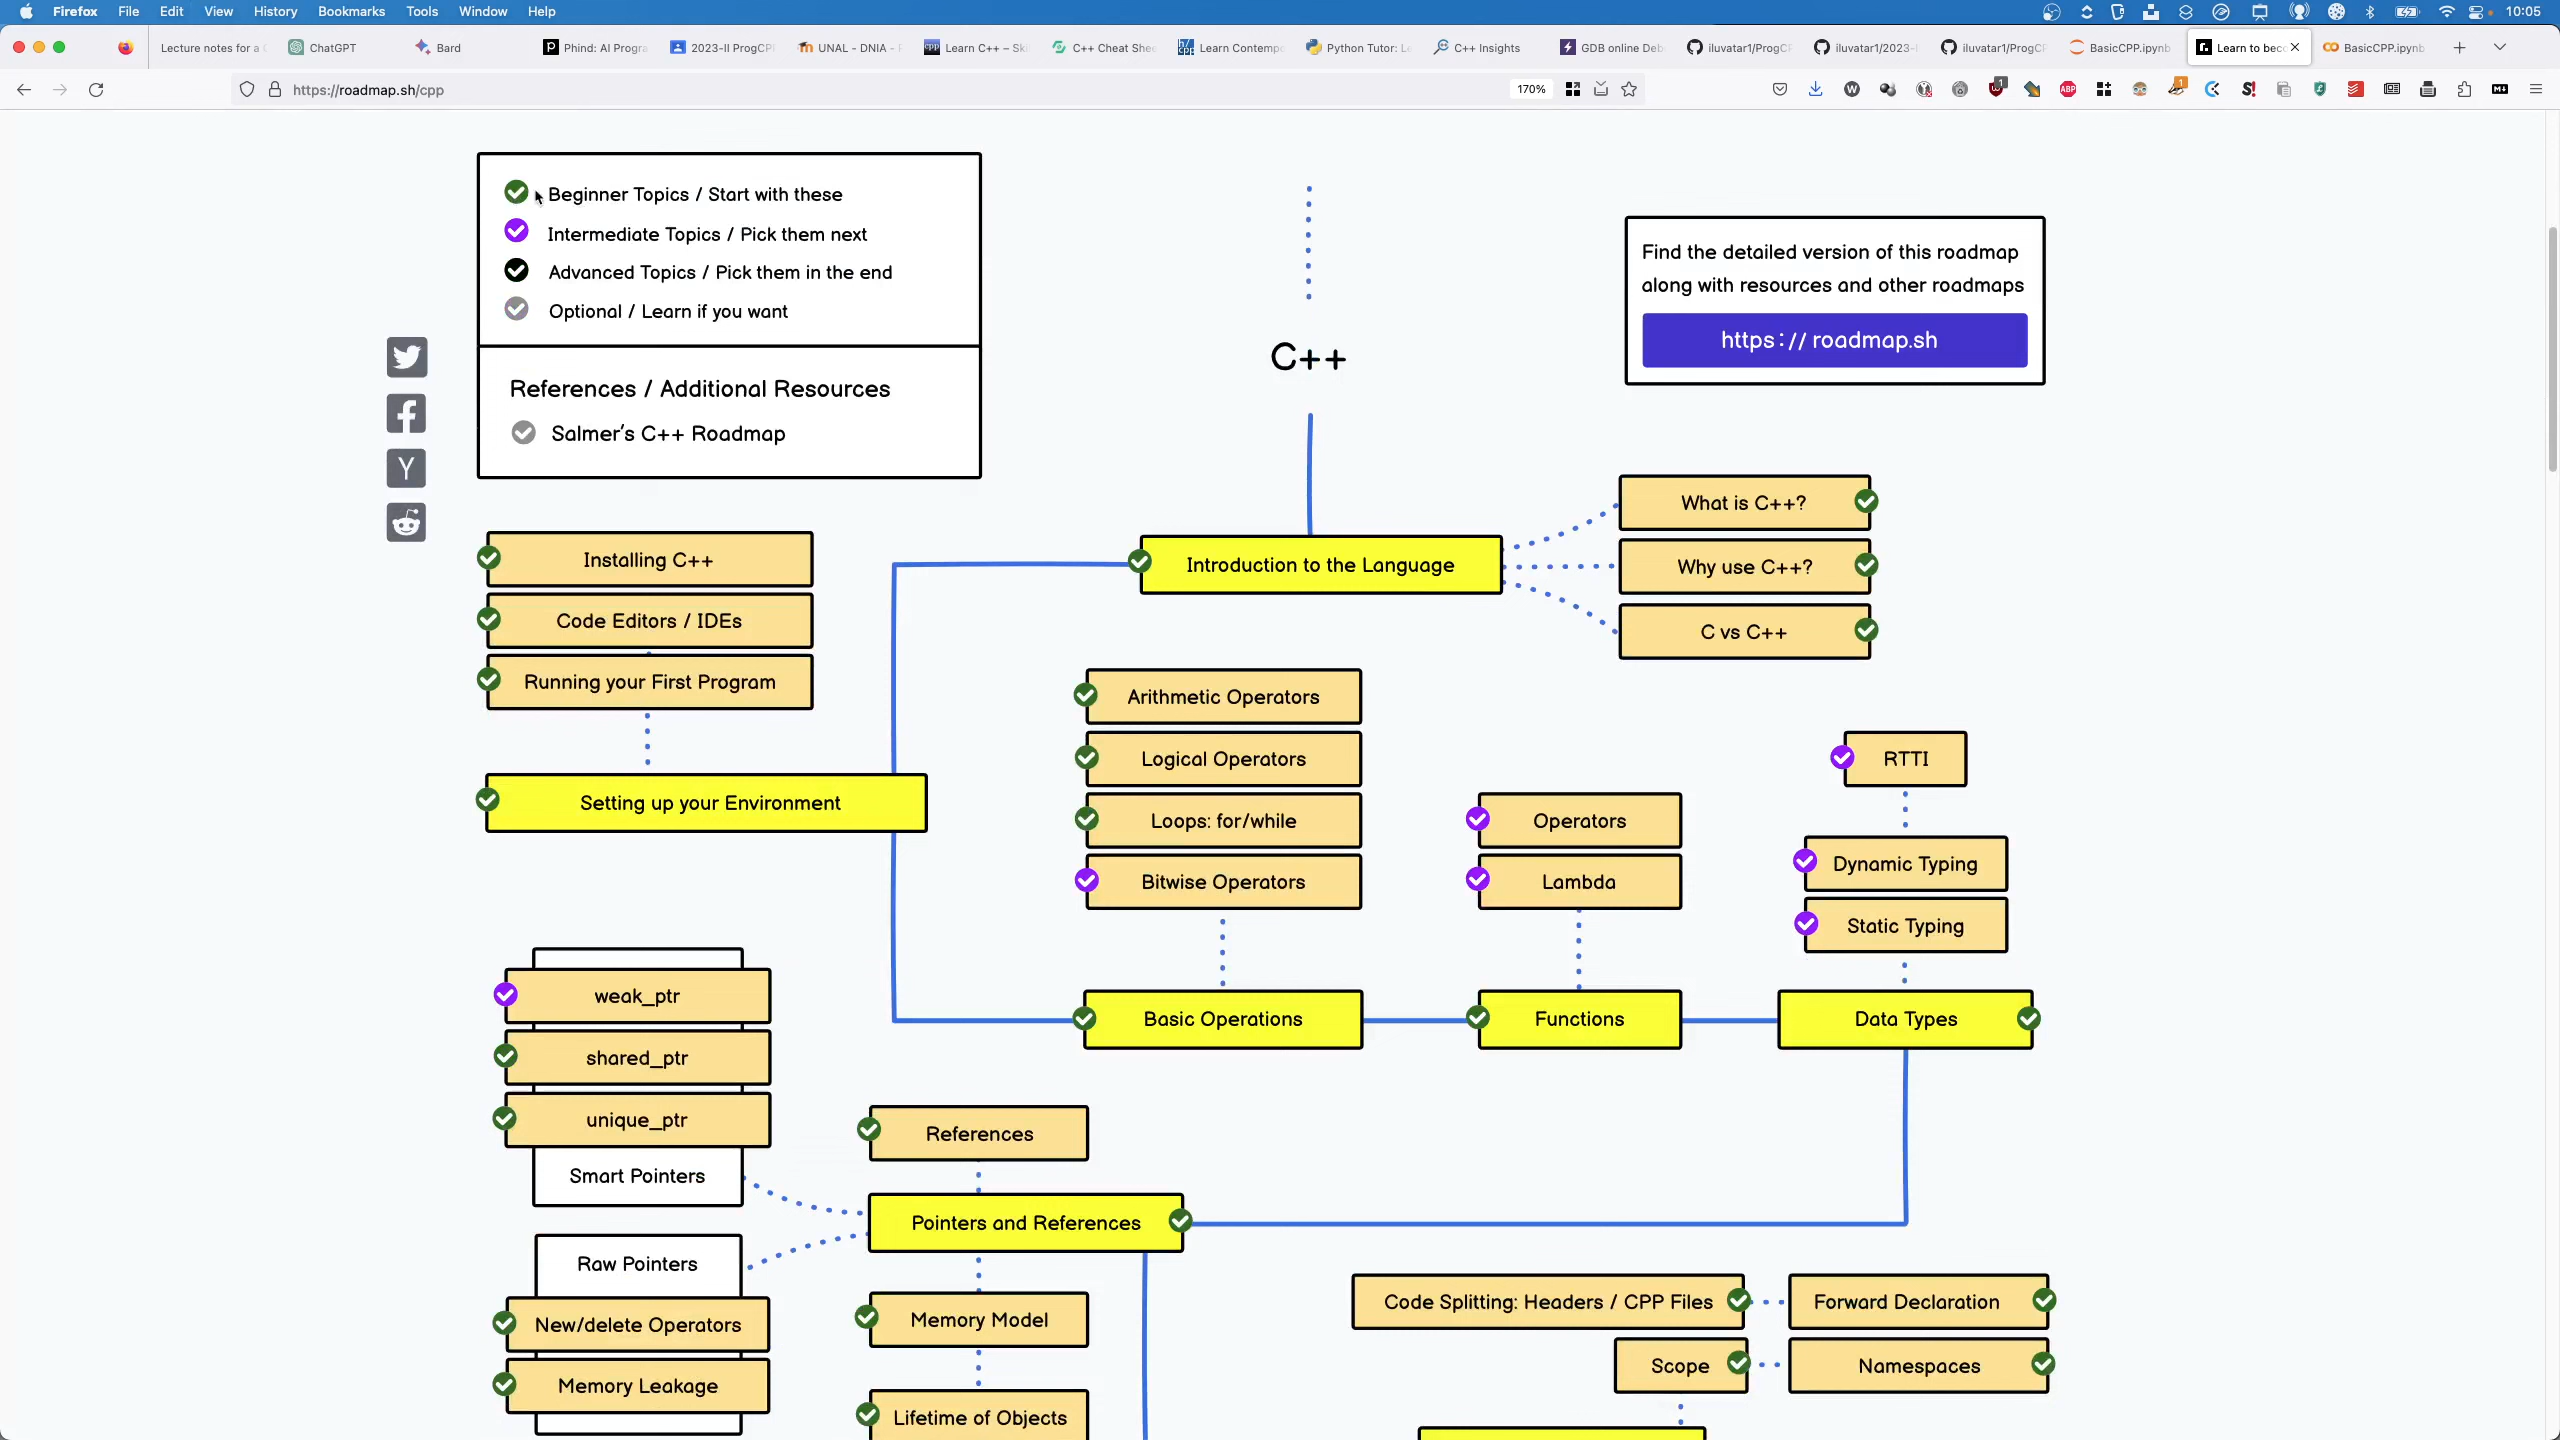 Firefox File Edit View History Bookmarks Tools Window Help 10:05
Lecture notes for a ChatGPT Bard Phind: AI Progra 2023-II ProgCP UNAL - DNIA - Learn C++ – Sk C++ Cheat She Learn Contemp Python Tutor: L C++ Insights GDB online Deb iluvatar1/ProgC iluvatar1/2023- iluvatar1/ProgC BasicCPP.ipynb Learn to bec BasicCPP.ipynb
https://roadmap.sh/cpp 170%
Beginner Topics / Start with these
Intermediate Topics / Pick them next
Advanced Topics / Pick them in the end
Optional / Learn if you want
References / Additional Resources
Salmer's C++ Roadmap
C++
Find the detailed version of this roadmap
along with resources and other roadmaps
https://roadmap.sh
What is C++?
Why use C++?
C vs C++
Introduction to the Language
Installing C++
Code Editors / IDEs
Running your First Program
Setting up your Environment
Arithmetic Operators
Logical Operators
Loops: for/while
Bitwise Operators
Operators
Lambda
RTTI
Dynamic Typing
Static Typing
Basic Operations
Functions
Data Types
weak_ptr
shared_ptr
unique_ptr
Smart Pointers
References
Pointers and References
Raw Pointers
New/delete Operators
Memory Leakage
Memory Model
Lifetime of Objects
Code Splitting: Headers / CPP Files
Forward Declaration
Scope
Namespaces